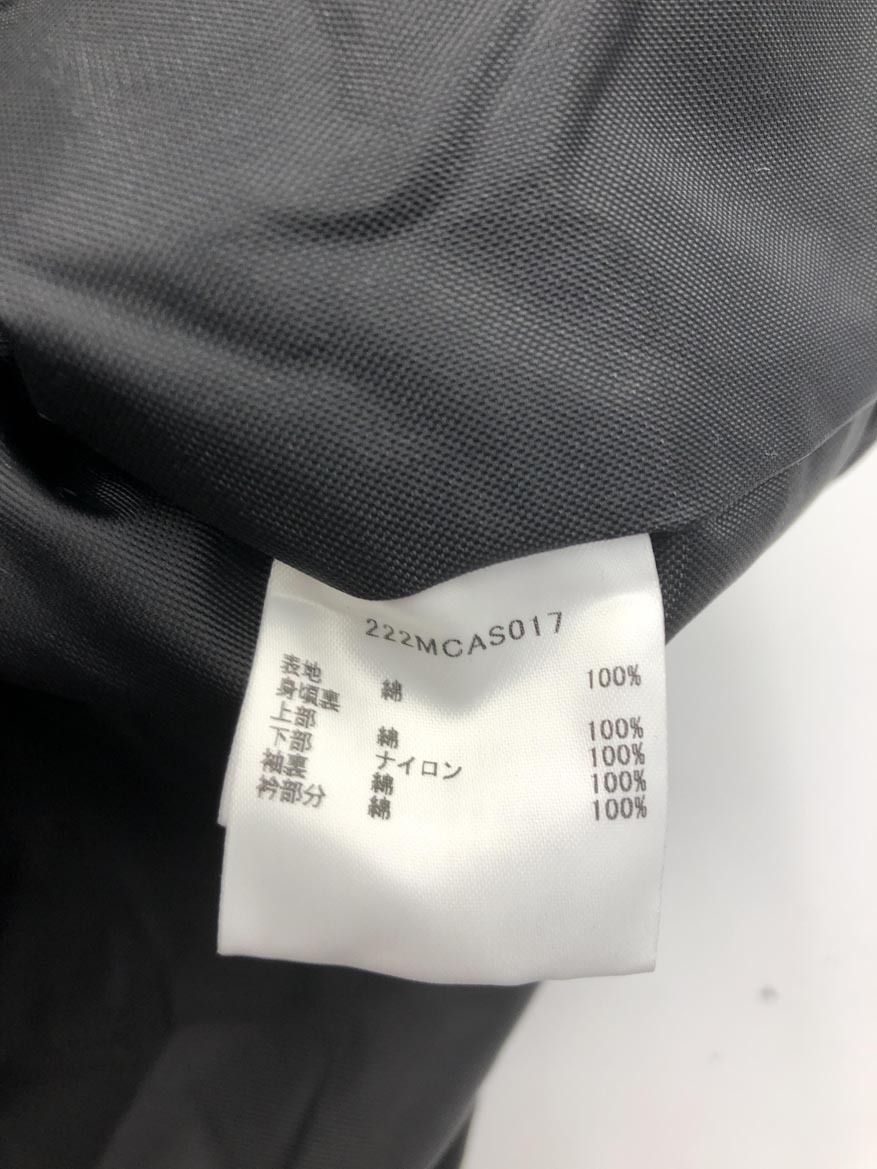 222MCAS017
表地 綿 100%
身頃裏
上部 綿 100%
下部 ナイロン 100%
袖裏 綿 100%
衿部分 綿 100%